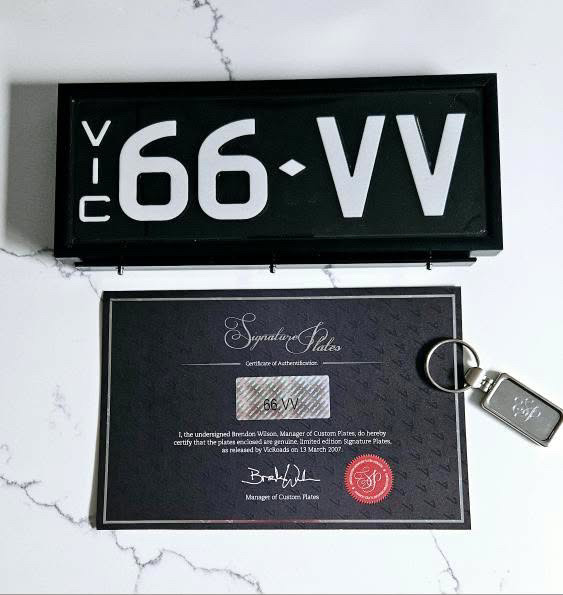 VIC 66·VV
Signature Plates
Certificate of Authentification
66.VV
I, the undersigned Brendon Wilson, Manager of Custom Plates, do hereby
certify that the plates enclosed are genuine, limited edition Signature Plates,
as released by VicRoads on 13 March 2007.
Manager of Custom Plates